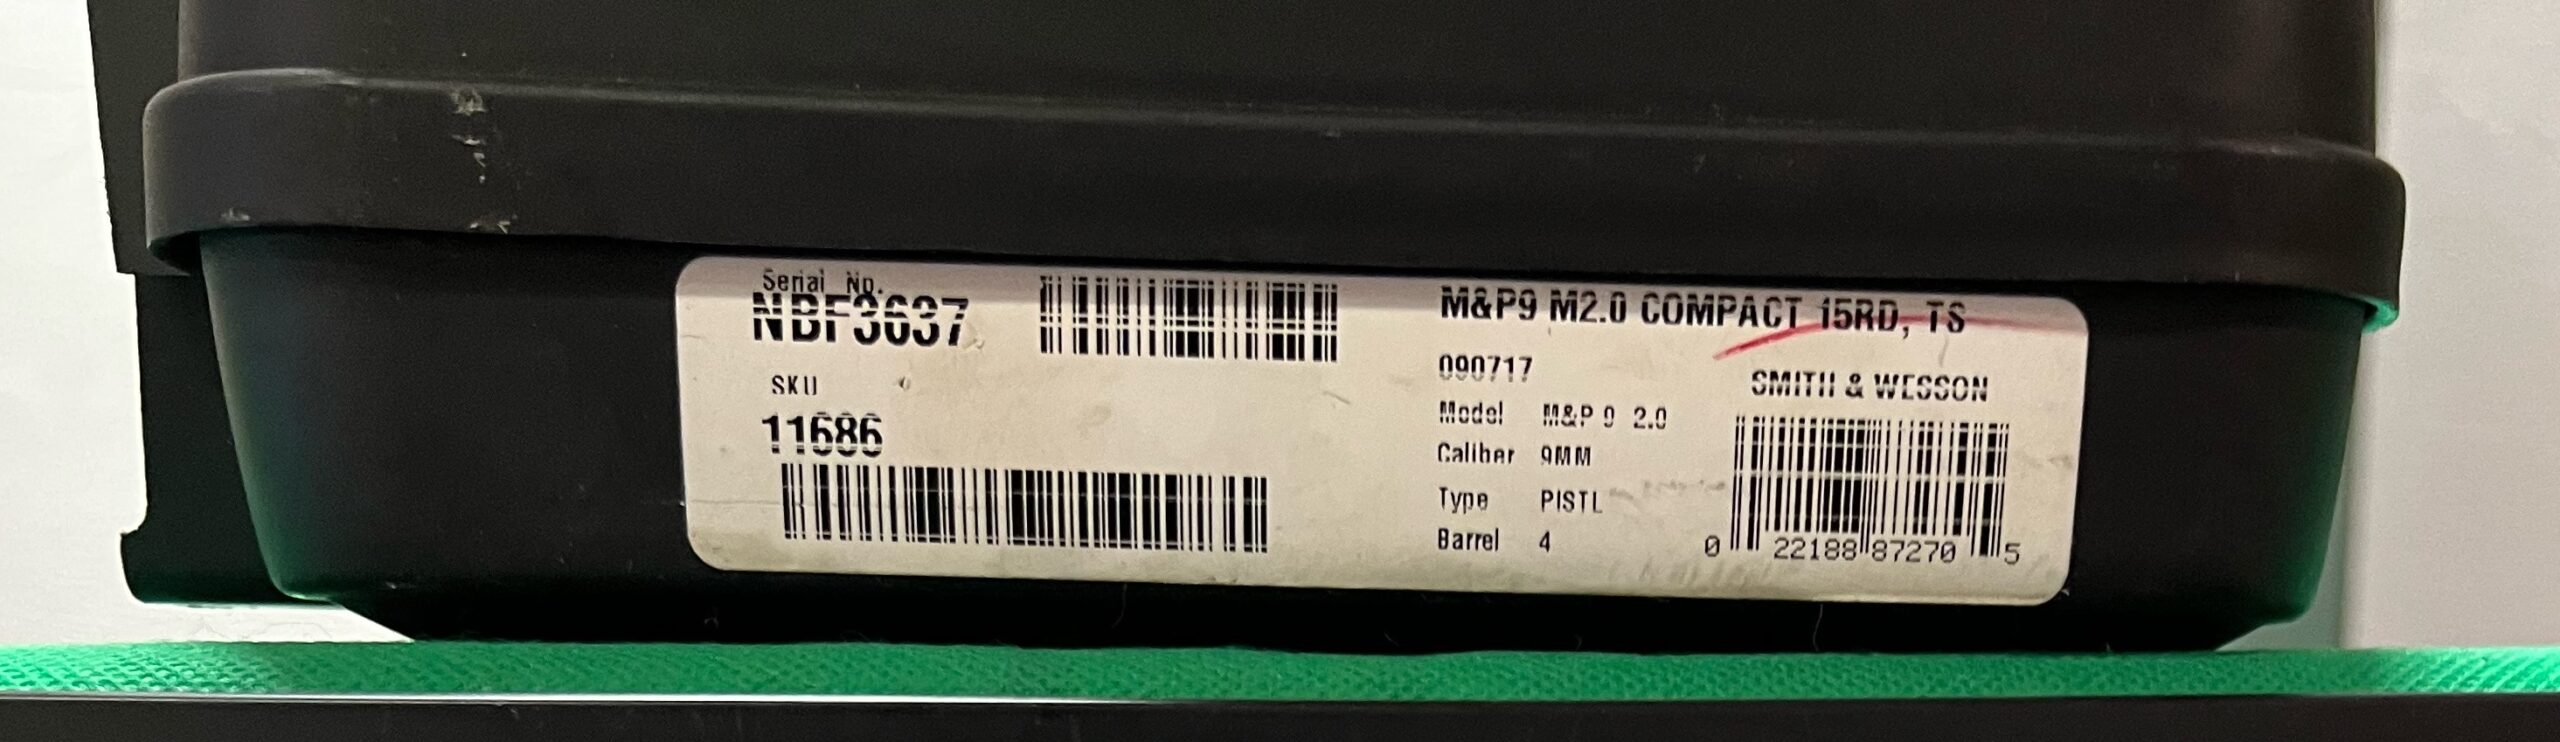 Serial No.
NBF3637
SKU
11686
M&P9 M2.0 COMPACT 15RD, TS
090717
SMITH & WESSON
Model M&P 9 2.0
Caliber 9MM
Type PISTL
Barrel 4
0 22188 87270 5